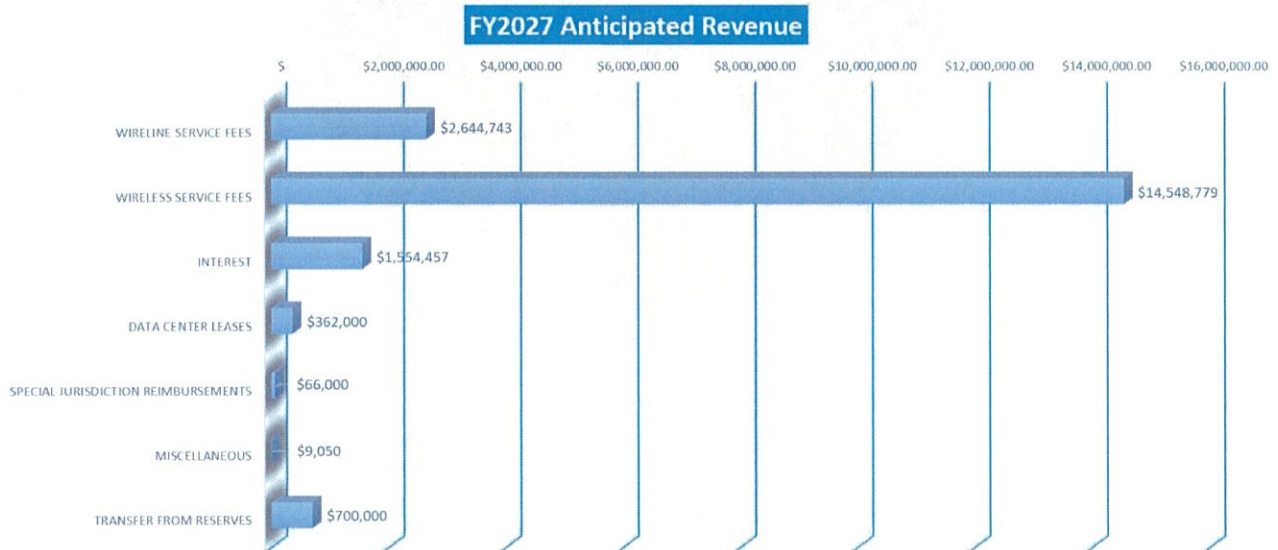 FY2027 Anticipated Revenue
$ $2,000,000.00 $4,000,000.00 $6,000,000.00 $8,000,000.00 $10,000,000.00 $12,000,000.00 $14,000,000.00 $16,000,000.00
WIRELINE SERVICE FEES $2,644,743
WIRELESS SERVICE FEES $14,548,779
INTEREST $1,554,457
DATA CENTER LEASES $362,000
SPECIAL JURISDICTION REIMBURSEMENTS $66,000
MISCELLANEOUS $9,050
TRANSFER FROM RESERVES $700,000